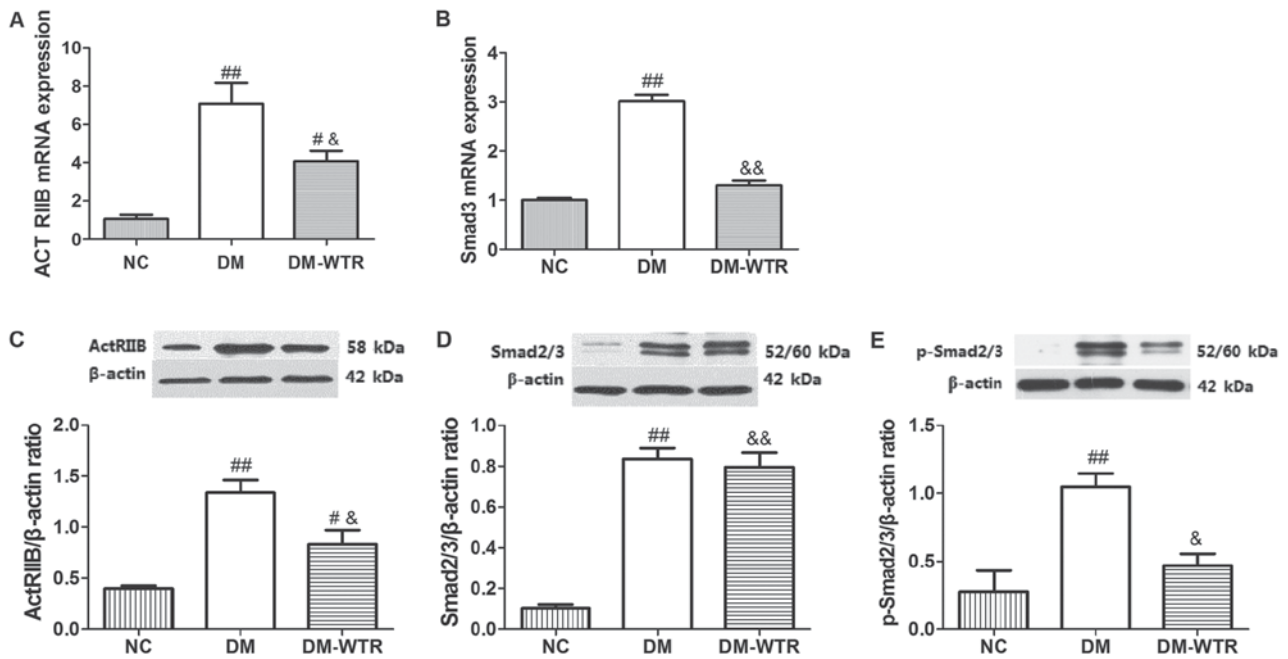 A
ACT RIIB mRNA expression
10
8
6
4
2
0
##
# &
NC DM DM-WTR
B
Smad3 mRNA expression
4
3
2
1
0
##
&&
NC DM DM-WTR
C
ActRIIB 58 kDa
β-actin 42 kDa
ActRIIB/β-actin ratio
2.0
1.5
1.0
0.5
0.0
##
# &
NC DM DM-WTR
D
Smad2/3 52/60 kDa
β-actin 42 kDa
Smad2/3/β-actin ratio
1.0
0.8
0.6
0.4
0.2
0.0
##
&&
NC DM DM-WTR
E
p-Smad2/3 52/60 kDa
β-actin 42 kDa
p-Smad2/3/β-actin ratio
1.5
1.0
0.5
0.0
##
&
NC DM DM-WTR